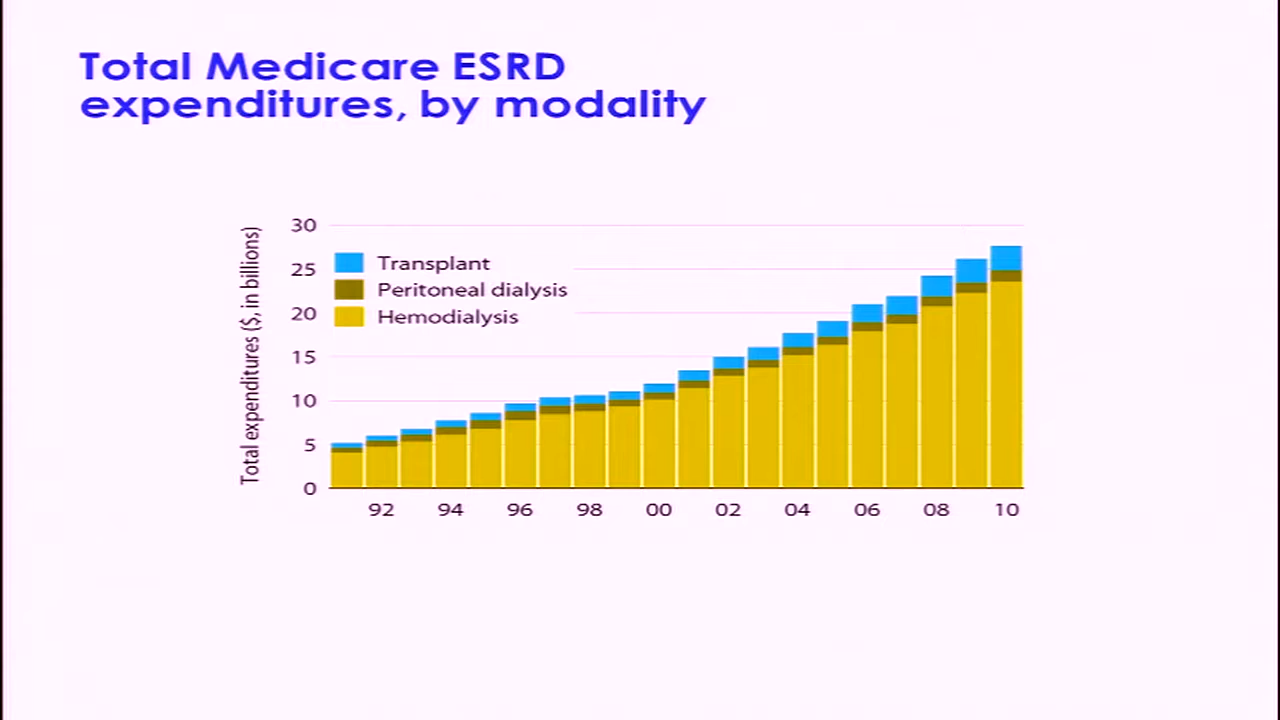 Total Medicare ESRD
expenditures, by modality
Total expenditures ($, in billions)
30
25
20
15
10
5
0
Transplant
Peritoneal dialysis
Hemodialysis
92 94 96 98 00 02 04 06 08 10